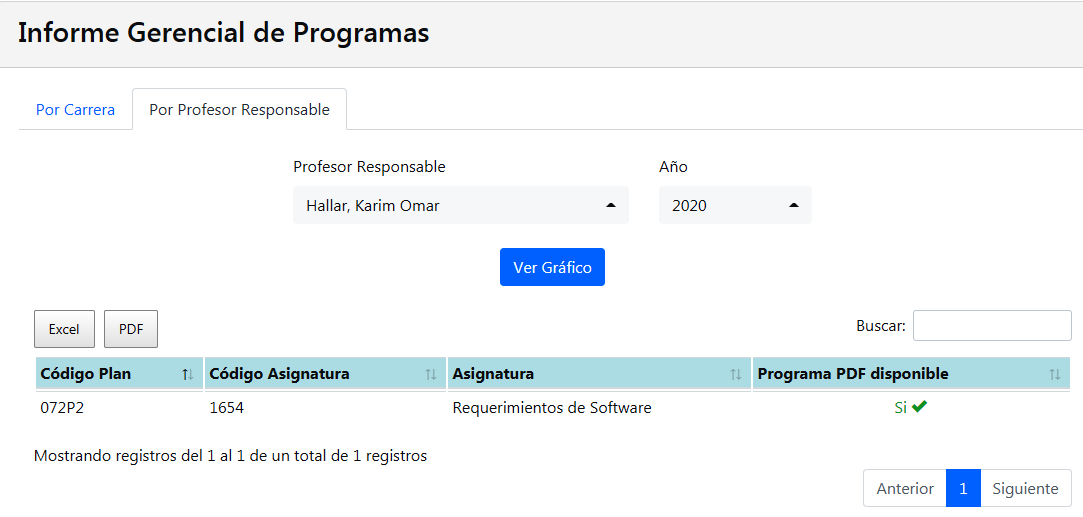 Informe Gerencial de Programas
Por Carrera Por Profesor Responsable
Profesor Responsable Año
Hallar, Karim Omar 2020
Ver Gráfico
Excel PDF Buscar:
Código Plan Código Asignatura Asignatura Programa PDF disponible
072P2 1654 Requerimientos de Software Si
Mostrando registros del 1 al 1 de un total de 1 registros
Anterior 1 Siguiente